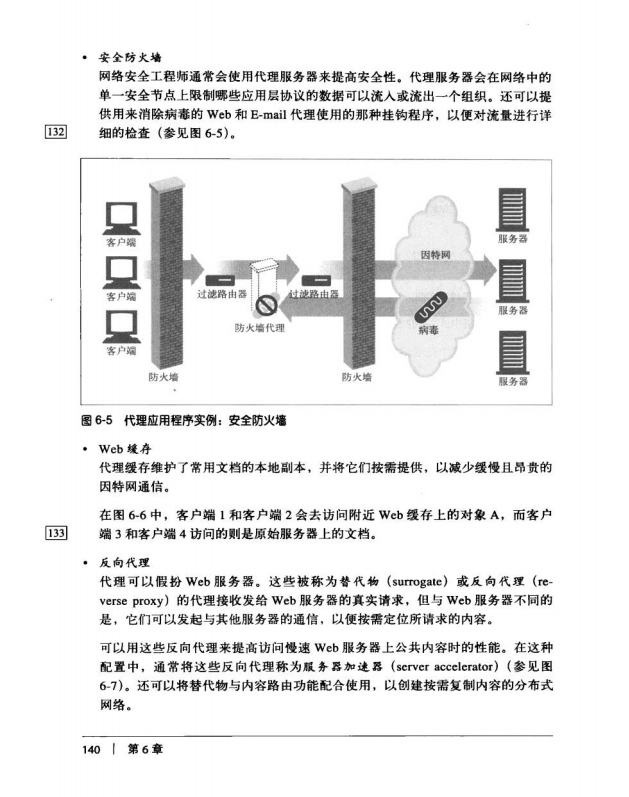 • 安全防火墙
网络安全工程师通常会使用代理服务器来提高安全性。代理服务器会在网络中的
单一安全节点上限制哪些应用层协议的数据可以流入或流出一个组织。还可以提
供用来消除病毒的 Web 和 E-mail 代理使用的那种挂钩程序，以便对流量进行详
132
细的检查（参见图 6-5）。
客户端
客户端
客户端
防火墙
过滤路由器
防火墙代理
过滤路由器
防火墙
因特网
病毒
服务器
服务器
服务器
图 6-5 代理应用程序实例：安全防火墙
• Web 缓存
代理缓存维护了常用文档的本地副本，并将它们按需提供，以减少缓慢且昂贵的
因特网通信。
在图 6-6 中，客户端 1 和客户端 2 会去访问附近 Web 缓存上的对象 A，而客户
133
端 3 和客户端 4 访问的则是原始服务器上的文档。
• 反向代理
代理可以假扮 Web 服务器。这些被称为替代物（surrogate）或反向代理（re-
verse proxy）的代理接收发给 Web 服务器的真实请求，但与 Web 服务器不同的
是，它们可以发起与其他服务器的通信，以便按需定位所请求的内容。
可以用这些反向代理来提高访问慢速 Web 服务器上公共内容时的性能。在这种
配置中，通常将这些反向代理称为服务器加速器（server accelerator）（参见图
6-7）。还可以将替代物与内容路由功能配合使用，以创建按需复制内容的分布式
网络。
140 | 第 6 章